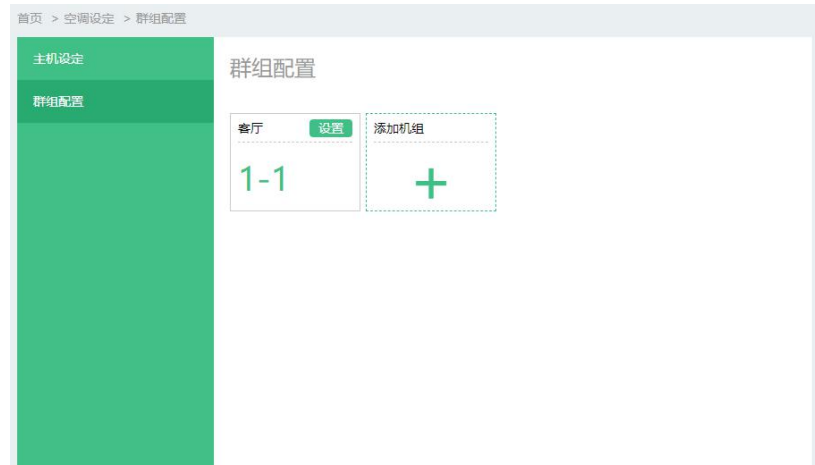 首页 > 空调设定 > 群组配置
主机设定
群组配置
群组配置
客厅 设置 添加机组
1-1 +